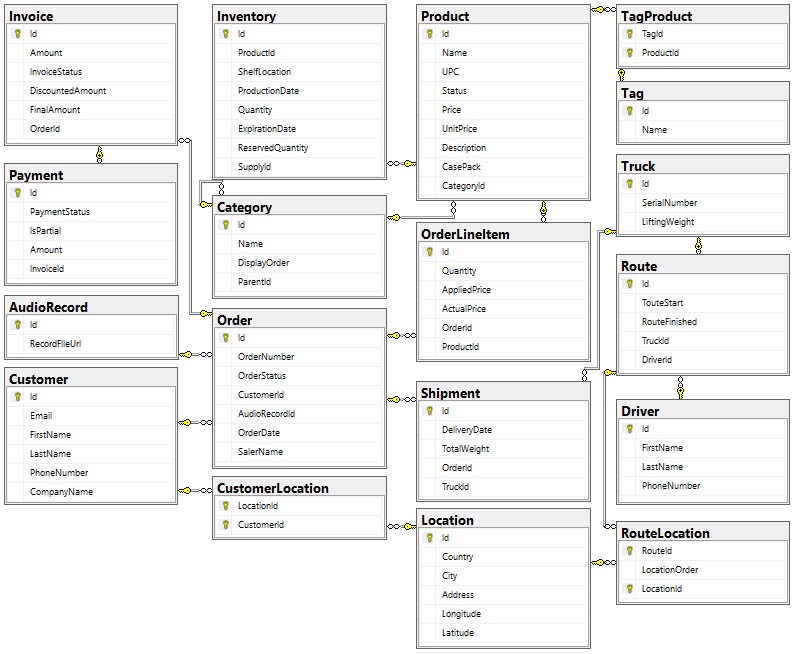 Invoice
Id
Amount
InvoiceStatus
DiscountedAmount
FinalAmount
OrderId
Payment
Id
PaymentStatus
IsPartial
Amount
InvoiceId
AudioRecord
Id
RecordFileUrl
Customer
Id
Email
FirstName
LastName
PhoneNumber
CompanyName
Inventory
Id
ProductId
ShelfLocation
ProductionDate
Quantity
ExpirationDate
ReservedQuantity
SupplyId
Category
Id
Name
DisplayOrder
ParentId
Order
Id
OrderNumber
OrderStatus
CustomerId
AudioRecordId
OrderDate
SalerName
CustomerLocation
LocationId
CustomerId
Product
Id
Name
UPC
Status
Price
UnitPrice
Description
CasePack
CategoryId
OrderLineItem
Id
Quantity
AppliedPrice
ActualPrice
OrderId
ProductId
Shipment
Id
DeliveryDate
TotalWeight
OrderId
TruckId
Location
Id
Country
City
Address
Longitude
Latitude
TagProduct
TagId
ProductId
Tag
Id
Name
Truck
Id
SerialNumber
LiftingWeight
Route
Id
TouteStart
RouteFinished
TruckId
DriverId
Driver
Id
FirstName
LastName
PhoneNumber
RouteLocation
RouteId
LocationOrder
LocationId